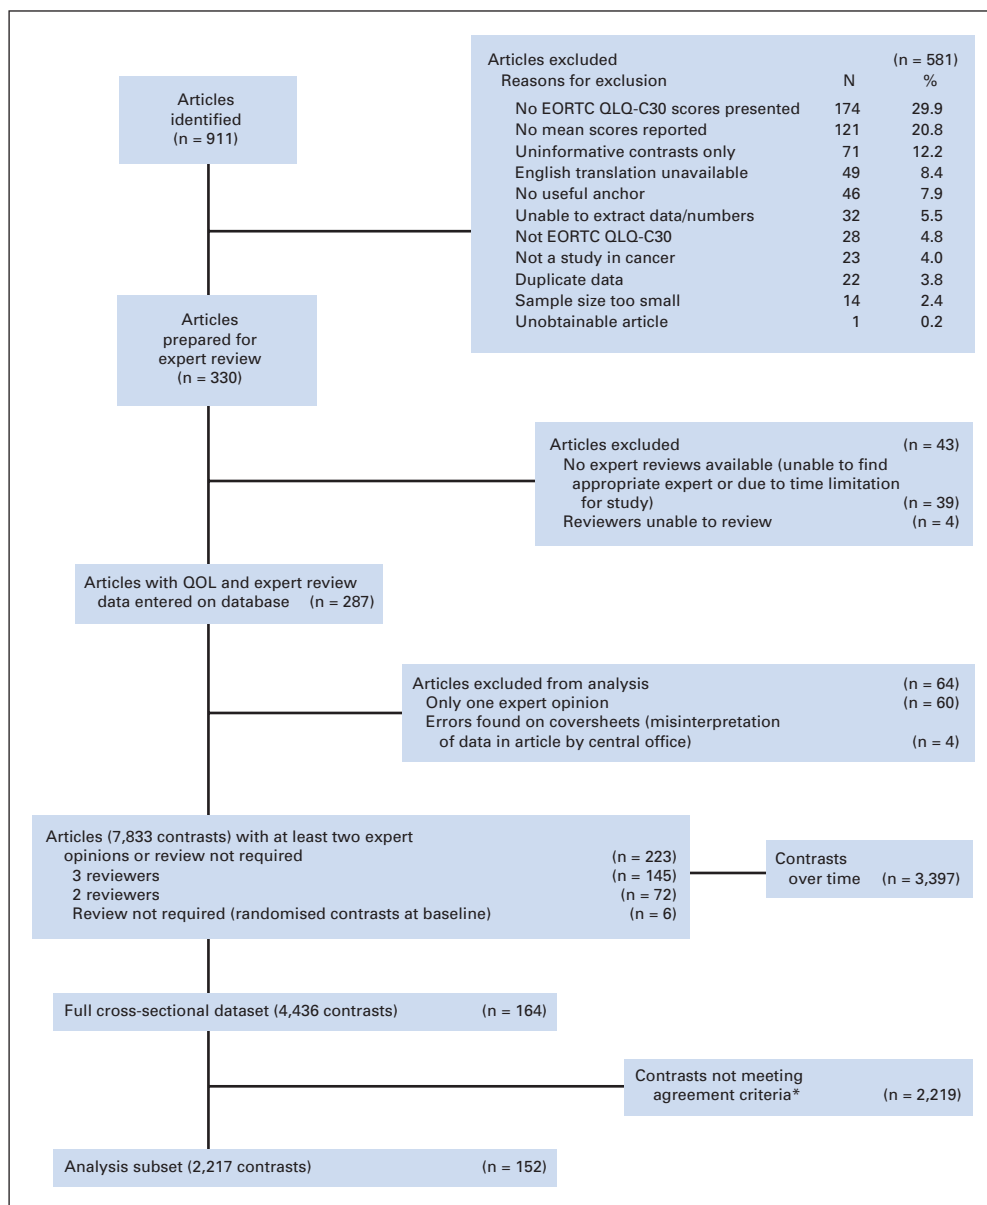 Articles
identified
(n = 911)
Articles excluded (n = 581)
Reasons for exclusion N %
No EORTC QLQ-C30 scores presented 174 29.9
No mean scores reported 121 20.8
Uninformative contrasts only 71 12.2
English translation unavailable 49 8.4
No useful anchor 46 7.9
Unable to extract data/numbers 32 5.5
Not EORTC QLQ-C30 28 4.8
Not a study in cancer 23 4.0
Duplicate data 22 3.8
Sample size too small 14 2.4
Unobtainable article 1 0.2
Articles
prepared for
expert review
(n = 330)
Articles excluded (n = 43)
No expert reviews available (unable to find
appropriate expert or due to time limitation
for study) (n = 39)
Reviewers unable to review (n = 4)
Articles with QOL and expert review
data entered on database (n = 287)
Articles excluded from analysis (n = 64)
Only one expert opinion (n = 60)
Errors found on coversheets (misinterpretation
of data in article by central office) (n = 4)
Articles (7,833 contrasts) with at least two expert
opinions or review not required (n = 223)
3 reviewers (n = 145)
2 reviewers (n = 72)
Review not required (randomised contrasts at baseline) (n = 6)
Contrasts
over time (n = 3,397)
Full cross-sectional dataset (4,436 contrasts) (n = 164)
Contrasts not meeting
agreement criteria* (n = 2,219)
Analysis subset (2,217 contrasts) (n = 152)